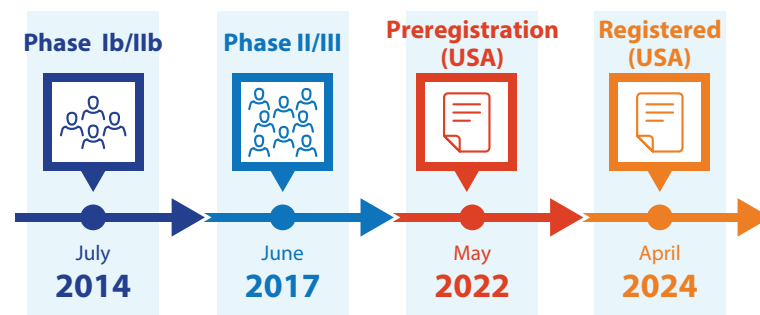 Phase Ib/IIb
July
2014
Phase II/III
June
2017
Preregistration
(USA)
May
2022
Registered
(USA)
April
2024